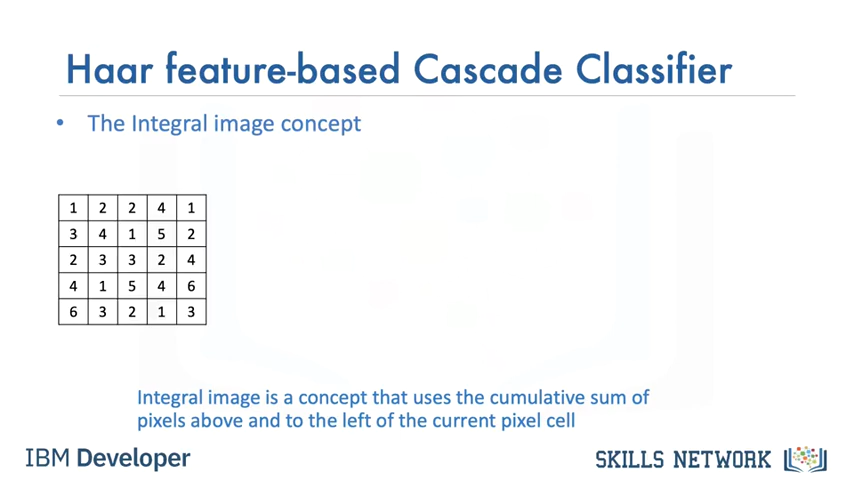 Haar feature-based Cascade Classifier
• The Integral image concept
1 2 2 4 1
3 4 1 5 2
2 3 3 2 4
4 1 5 4 6
6 3 2 1 3
Integral image is a concept that uses the cumulative sum of
pixels above and to the left of the current pixel cell
IBM Developer
SKILLS NETWORK